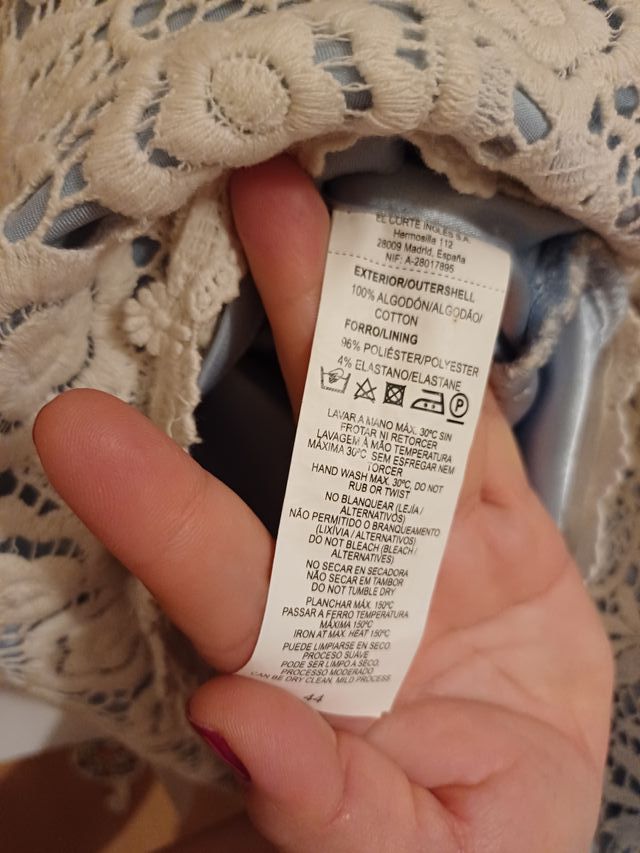 EL CORTE INGLÉS S.A.
Hermosilla 112
28009 Madrid, España
NIF: A-28017895
EXTERIOR/OUTERSHELL
100% ALGODÓN/ALGODÃO/
COTTON
FORRO/LINING
96% POLIÉSTER/POLYESTER
4% ELASTANO/ELASTANE
P
LAVAR A MANO MÁX. 30ºC SIN
FROTAR NI RETORCER
LAVAGEM À MÃO TEMPERATURA
MÁXIMA 30ºC SEM ESFREGAR NEM
TORCER
HAND WASH MAX. 30ºC, DO NOT
RUB OR TWIST
NO BLANQUEAR (LEJÍA /
ALTERNATIVOS)
NÃO PERMITIDO O BRANQUEAMENTO
(LIXÍVIA / ALTERNATIVOS)
DO NOT BLEACH (BLEACH /
ALTERNATIVES)
NO SECAR EN SECADORA
NÃO SECAR EM TAMBOR
DO NOT TUMBLE DRY
PLANCHAR MÁX. 150ºC
PASSAR A FERRO TEMPERATURA
MÁXIMA 150ºC
IRON AT MAX. HEAT 150ºC
PUEDE LIMPIARSE EN SECO.
PROCESO SUAVE
PODE SER LIMPO A SECO.
PROCESSO MODERADO
CAN BE DRY CLEAN, MILD PROCESS
44